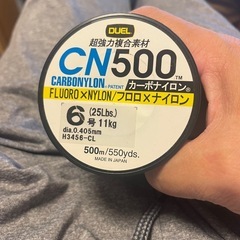 DUEL
超強力複合素材
CN500™
CARBONYLON® PATENT カーボナイロン®
FLUORO×NYLON/フロロ×ナイロン
6号 (25Lbs.) 11kg
dia.0.405mm
H3456-CL
500m/550yds.
MADE IN JAPAN